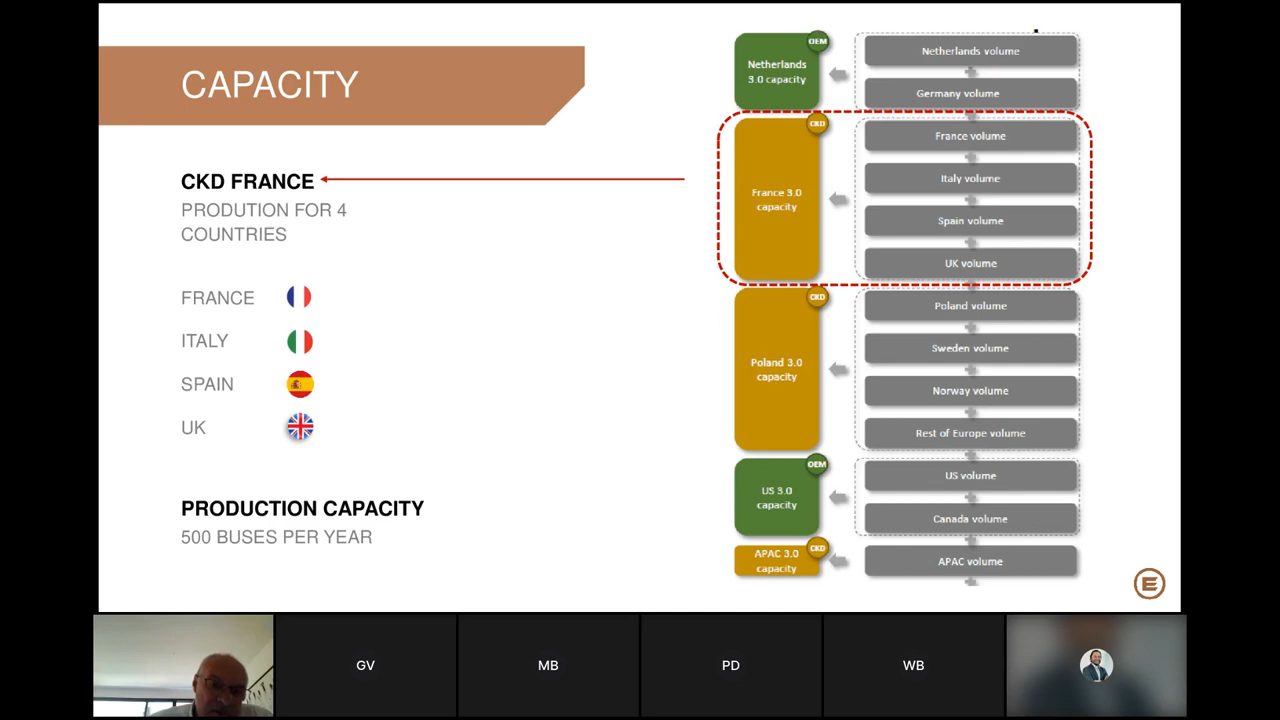 CAPACITY
CKD FRANCE
PRODUTION FOR 4
COUNTRIES
FRANCE
ITALY
SPAIN
UK
PRODUCTION CAPACITY
500 BUSES PER YEAR
OEM
Netherlands
3.0 capacity
Netherlands volume
Germany volume
CKD
France 3.0
capacity
France volume
Italy volume
Spain volume
UK volume
CKD
Poland 3.0
capacity
Poland volume
Sweden volume
Norway volume
Rest of Europe volume
OEM
US 3.0
capacity
US volume
Canada volume
CKD
APAC 3.0
capacity
APAC volume
E
GV
MB
PD
WB